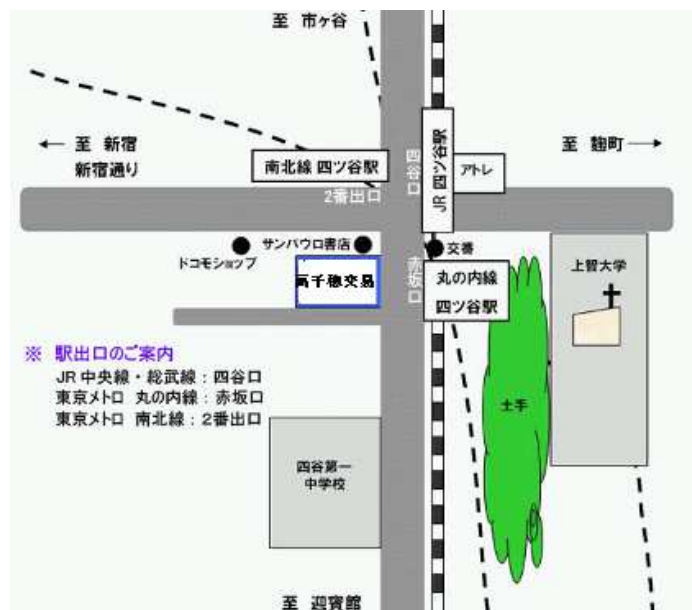 至 市ヶ谷
← 至 新宿
新宿通り
南北線 四ツ谷駅
2番出口
四谷口
JR 四ツ谷駅
アトレ
至 麹町 →
ドコモショップ
サンパウロ書店
高千穂交易
赤坂口
交番
丸の内線
四ツ谷駅
上智大学
※ 駅出口のご案内
JR 中央線・総武線：四谷口
東京メトロ 丸の内線：赤坂口
東京メトロ 南北線：2番出口
土手
四谷第一
中学校
至 迎賓館